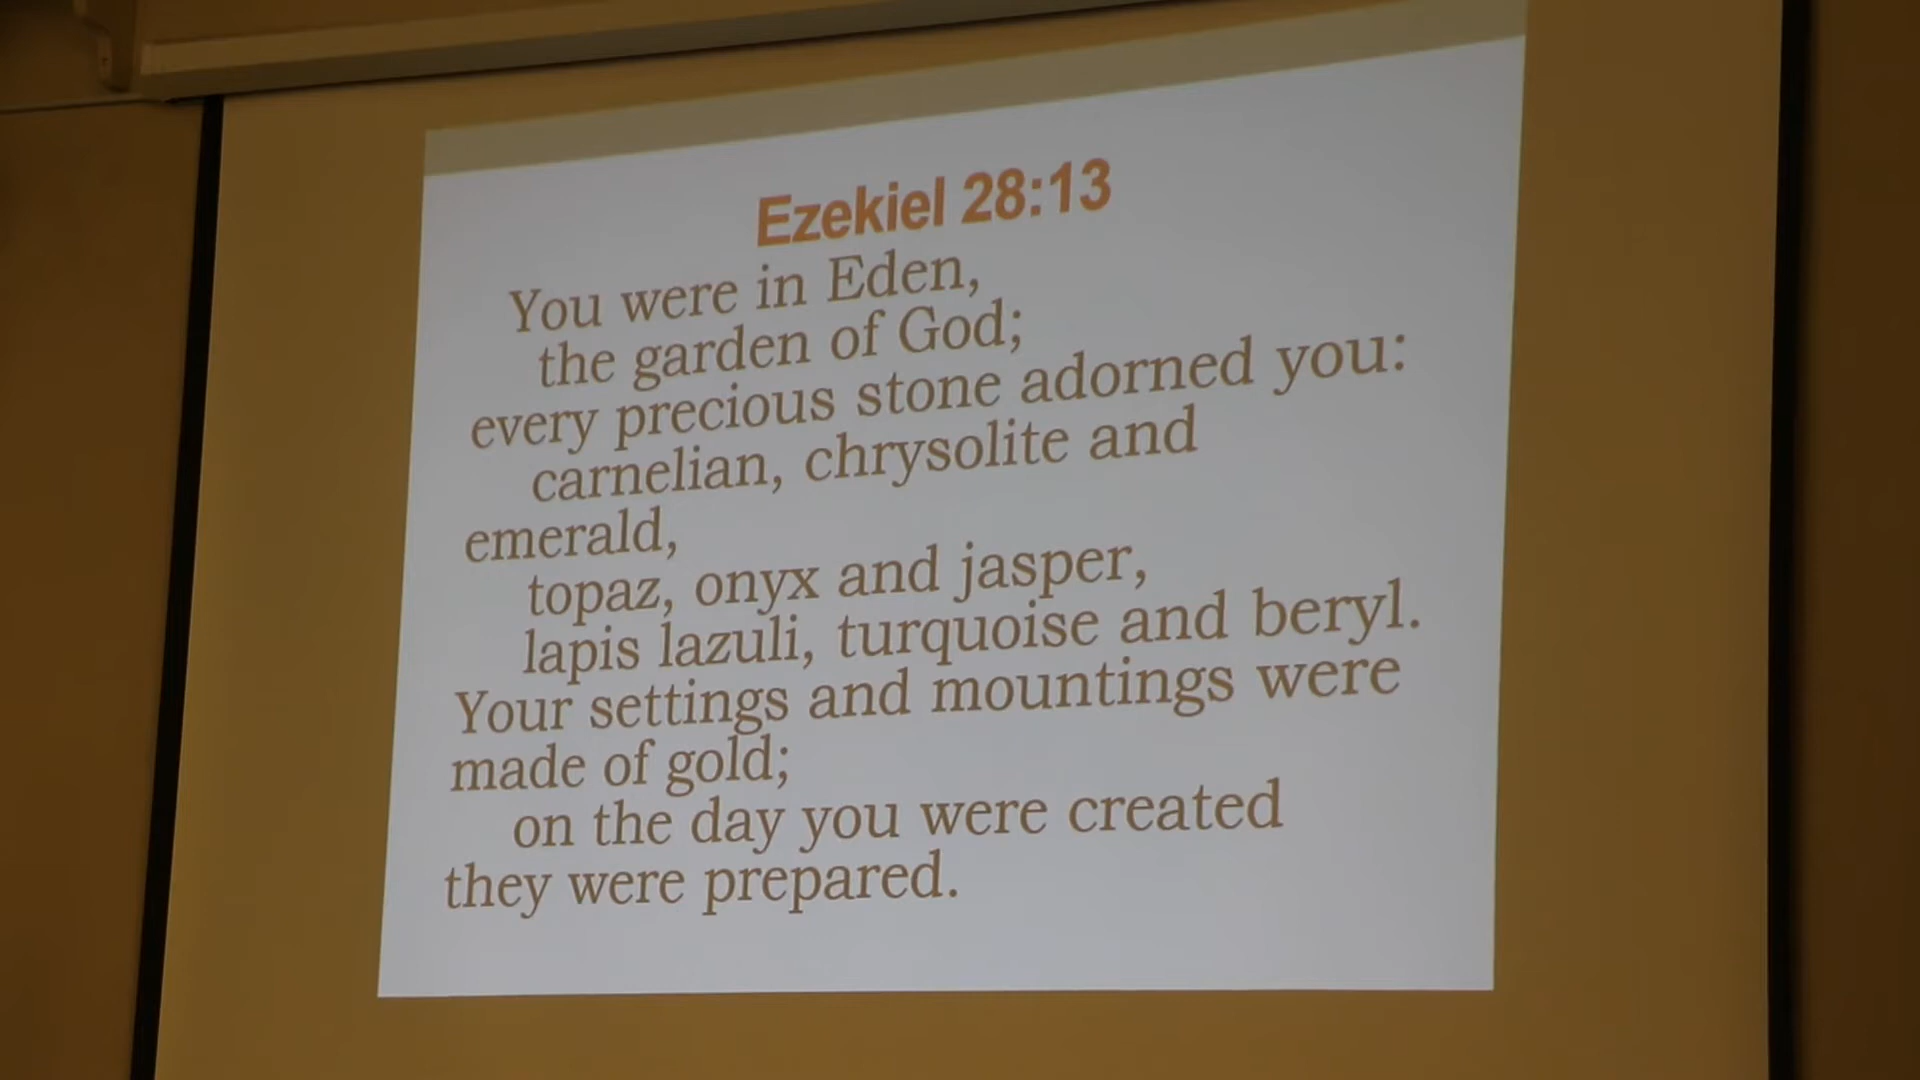 Ezekiel 28:13
You were in Eden,
the garden of God;
every precious stone adorned you:
carnelian, chrysolite and
emerald,
topaz, onyx and jasper,
lapis lazuli, turquoise and beryl.
Your settings and mountings were
made of gold;
on the day you were created
they were prepared.